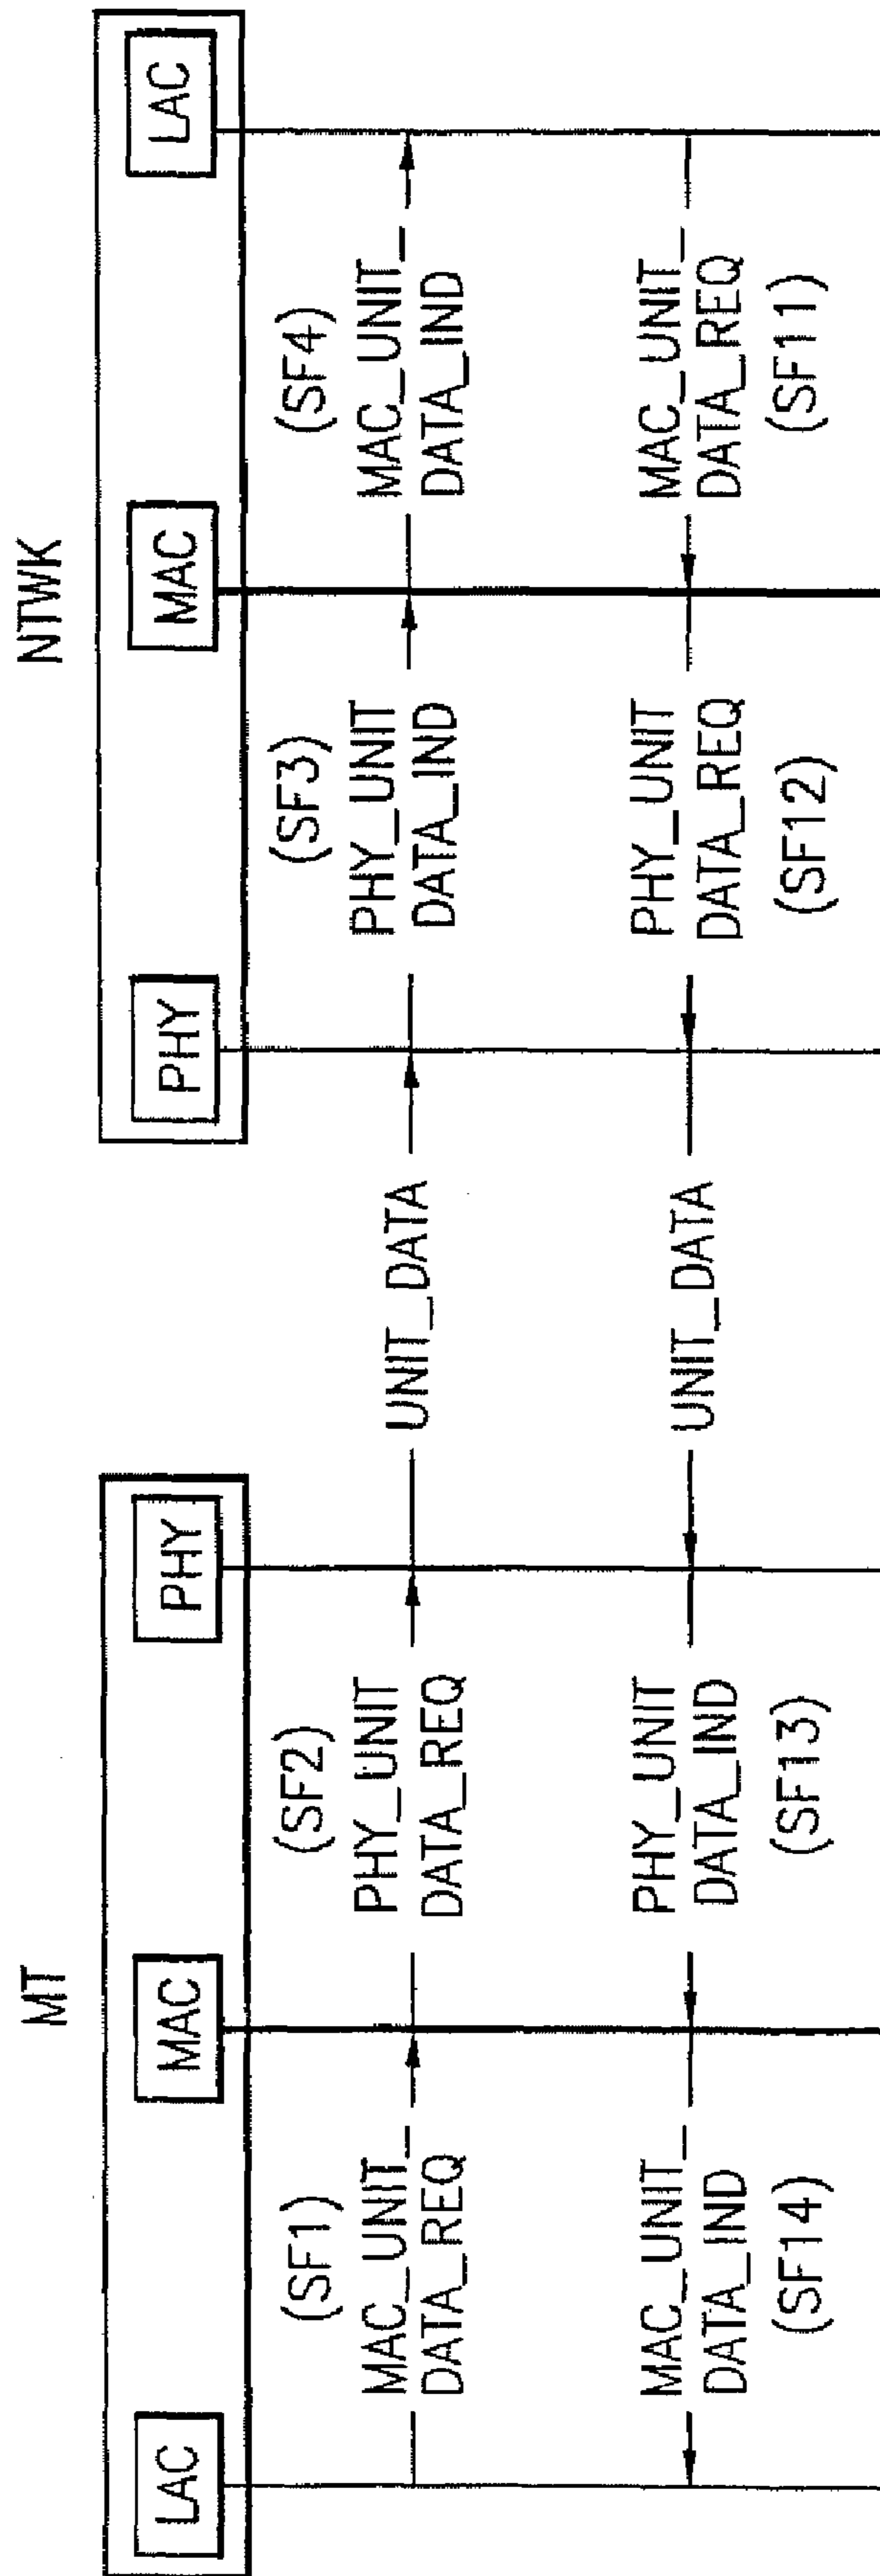 MT
NTWK
LAC
MAC
PHY
PHY
MAC
LAC
(SF1)
MAC_UNIT_
DATA_REQ
(SF2)
PHY_UNIT
DATA_REQ
UNIT_DATA
(SF3)
PHY_UNIT
DATA_IND
(SF4)
MAC_UNIT_
DATA_IND
MAC_UNIT_
DATA_IND
(SF14)
PHY_UNIT
DATA_IND
(SF13)
UNIT_DATA
PHY_UNIT
DATA_REQ
(SF12)
MAC_UNIT_
DATA_REQ
(SF11)